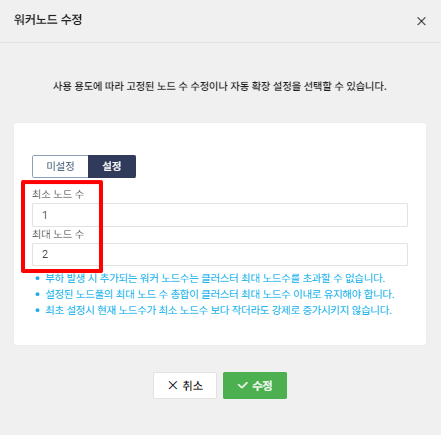 워커노드 수정
사용 용도에 따라 고정된 노드 수 수정이나 자동 확장 설정을 선택할 수 있습니다.
미설정 설정
최소 노드 수
1
최대 노드 수
2
• 부하 발생 시 추가되는 워커 노드수는 클러스터 최대 노드수를 초과할 수 없습니다.
• 설정된 노드풀의 최대 노드 수 총합이 클러스터 최대 노드수 이내로 유지해야 합니다.
• 최초 설정시 현재 노드수가 최소 노드수 보다 작더라도 강제로 증가시키지 않습니다.
취소 수정